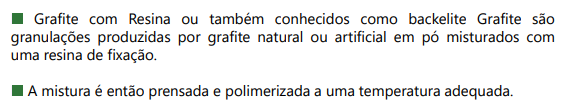 ■ Grafite com Resina ou também conhecidos como backelite Grafite são
granulações produzidas por grafite natural ou artificial em pó misturados com
uma resina de fixação.
■ A mistura é então prensada e polimerizada a uma temperatura adequada.